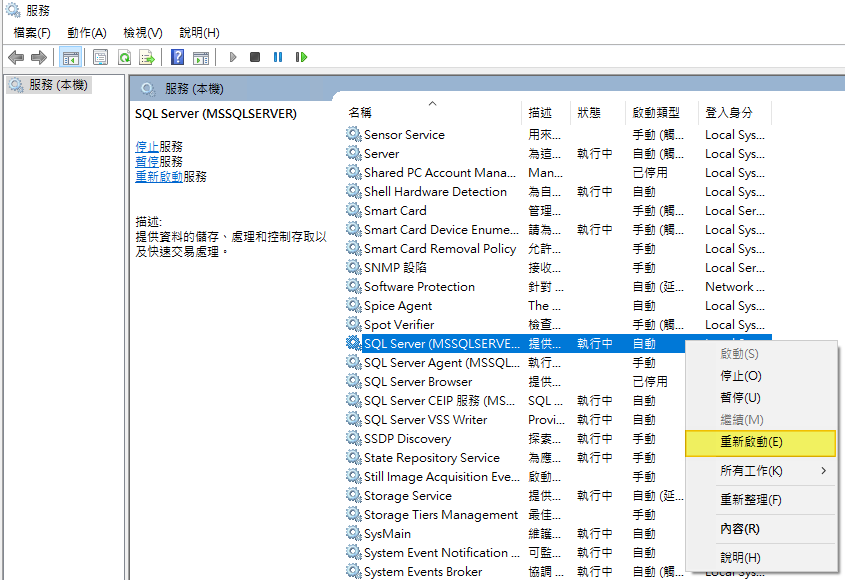 服務
檔案(F) 動作(A) 檢視(V) 說明(H)
服務 (本機)
服務 (本機)
SQL Server (MSSQLSERVER)
停止服務
暫停服務
重新啟動服務
描述:
提供資料的儲存、處理和控制存取以
及快速交易處理。
名稱 描述 狀態 啟動類型 登入身分
Sensor Service 用來... 手動 (觸... Local Sys...
Server 為這... 執行中 自動 (觸... Local Sys...
Shared PC Account Mana... Man... 已停用 Local Sys...
Shell Hardware Detection 為自... 執行中 自動 Local Sys...
Smart Card 管理... 手動 (觸... Local Ser...
Smart Card Device Enume... 請為... 執行中 手動 (觸... Local Sys...
Smart Card Removal Policy 允許... 手動 Local Sys...
SNMP 設陷 接收... 手動 Local Ser...
Software Protection 針對 ... 自動 (延... Network ...
Spice Agent The ... 自動 Local Sys...
Spot Verifier 檢查... 手動 (觸... Local Sys...
SQL Server (MSSQLSERVE... 提供... 執行中 自動
SQL Server Agent (MSSQL... 執行... 手動
SQL Server Browser 提供... 已停用
SQL Server CEIP 服務 (MS... SQL ... 執行中 自動
SQL Server VSS Writer Provi... 執行中 自動
SSDP Discovery 探索... 執行中 手動
State Repository Service 為應... 執行中 手動
Still Image Acquisition Eve... 啟動... 手動
Storage Service 提供... 執行中 自動 (延...
Storage Tiers Management 最佳... 手動
SysMain 維護... 執行中 自動
System Event Notification ... 可監... 執行中 自動
System Events Broker 協調 ... 執行中 自動 (觸... Local Sys...
啟動(S)
停止(O)
暫停(U)
繼續(M)
重新啟動(E)
所有工作(K)
重新整理(F)
內容(R)
說明(H)